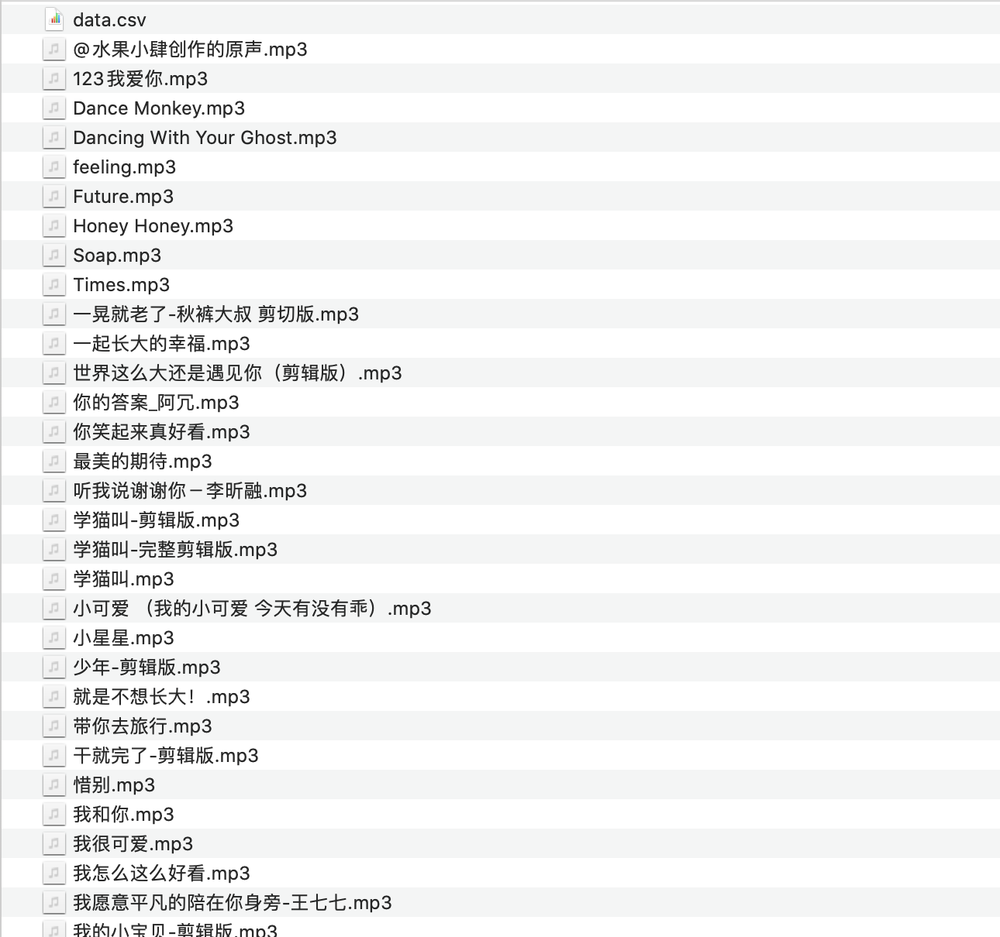 data.csv
@水果小肆创作的原声.mp3
123我爱你.mp3
Dance Monkey.mp3
Dancing With Your Ghost.mp3
feeling.mp3
Future.mp3
Honey Honey.mp3
Soap.mp3
Times.mp3
一晃就老了-秋裤大叔 剪切版.mp3
一起长大的幸福.mp3
世界这么大还是遇见你（剪辑版）.mp3
你的答案_阿冗.mp3
你笑起来真好看.mp3
最美的期待.mp3
听我说谢谢你－李昕融.mp3
学猫叫-剪辑版.mp3
学猫叫-完整剪辑版.mp3
学猫叫.mp3
小可爱 （我的小可爱 今天有没有乖）.mp3
小星星.mp3
少年-剪辑版.mp3
就是不想长大！.mp3
带你去旅行.mp3
干就完了-剪辑版.mp3
惜别.mp3
我和你.mp3
我很可爱.mp3
我怎么这么好看.mp3
我愿意平凡的陪在你身旁-王七七.mp3
我的小宝贝-剪辑版.mp3